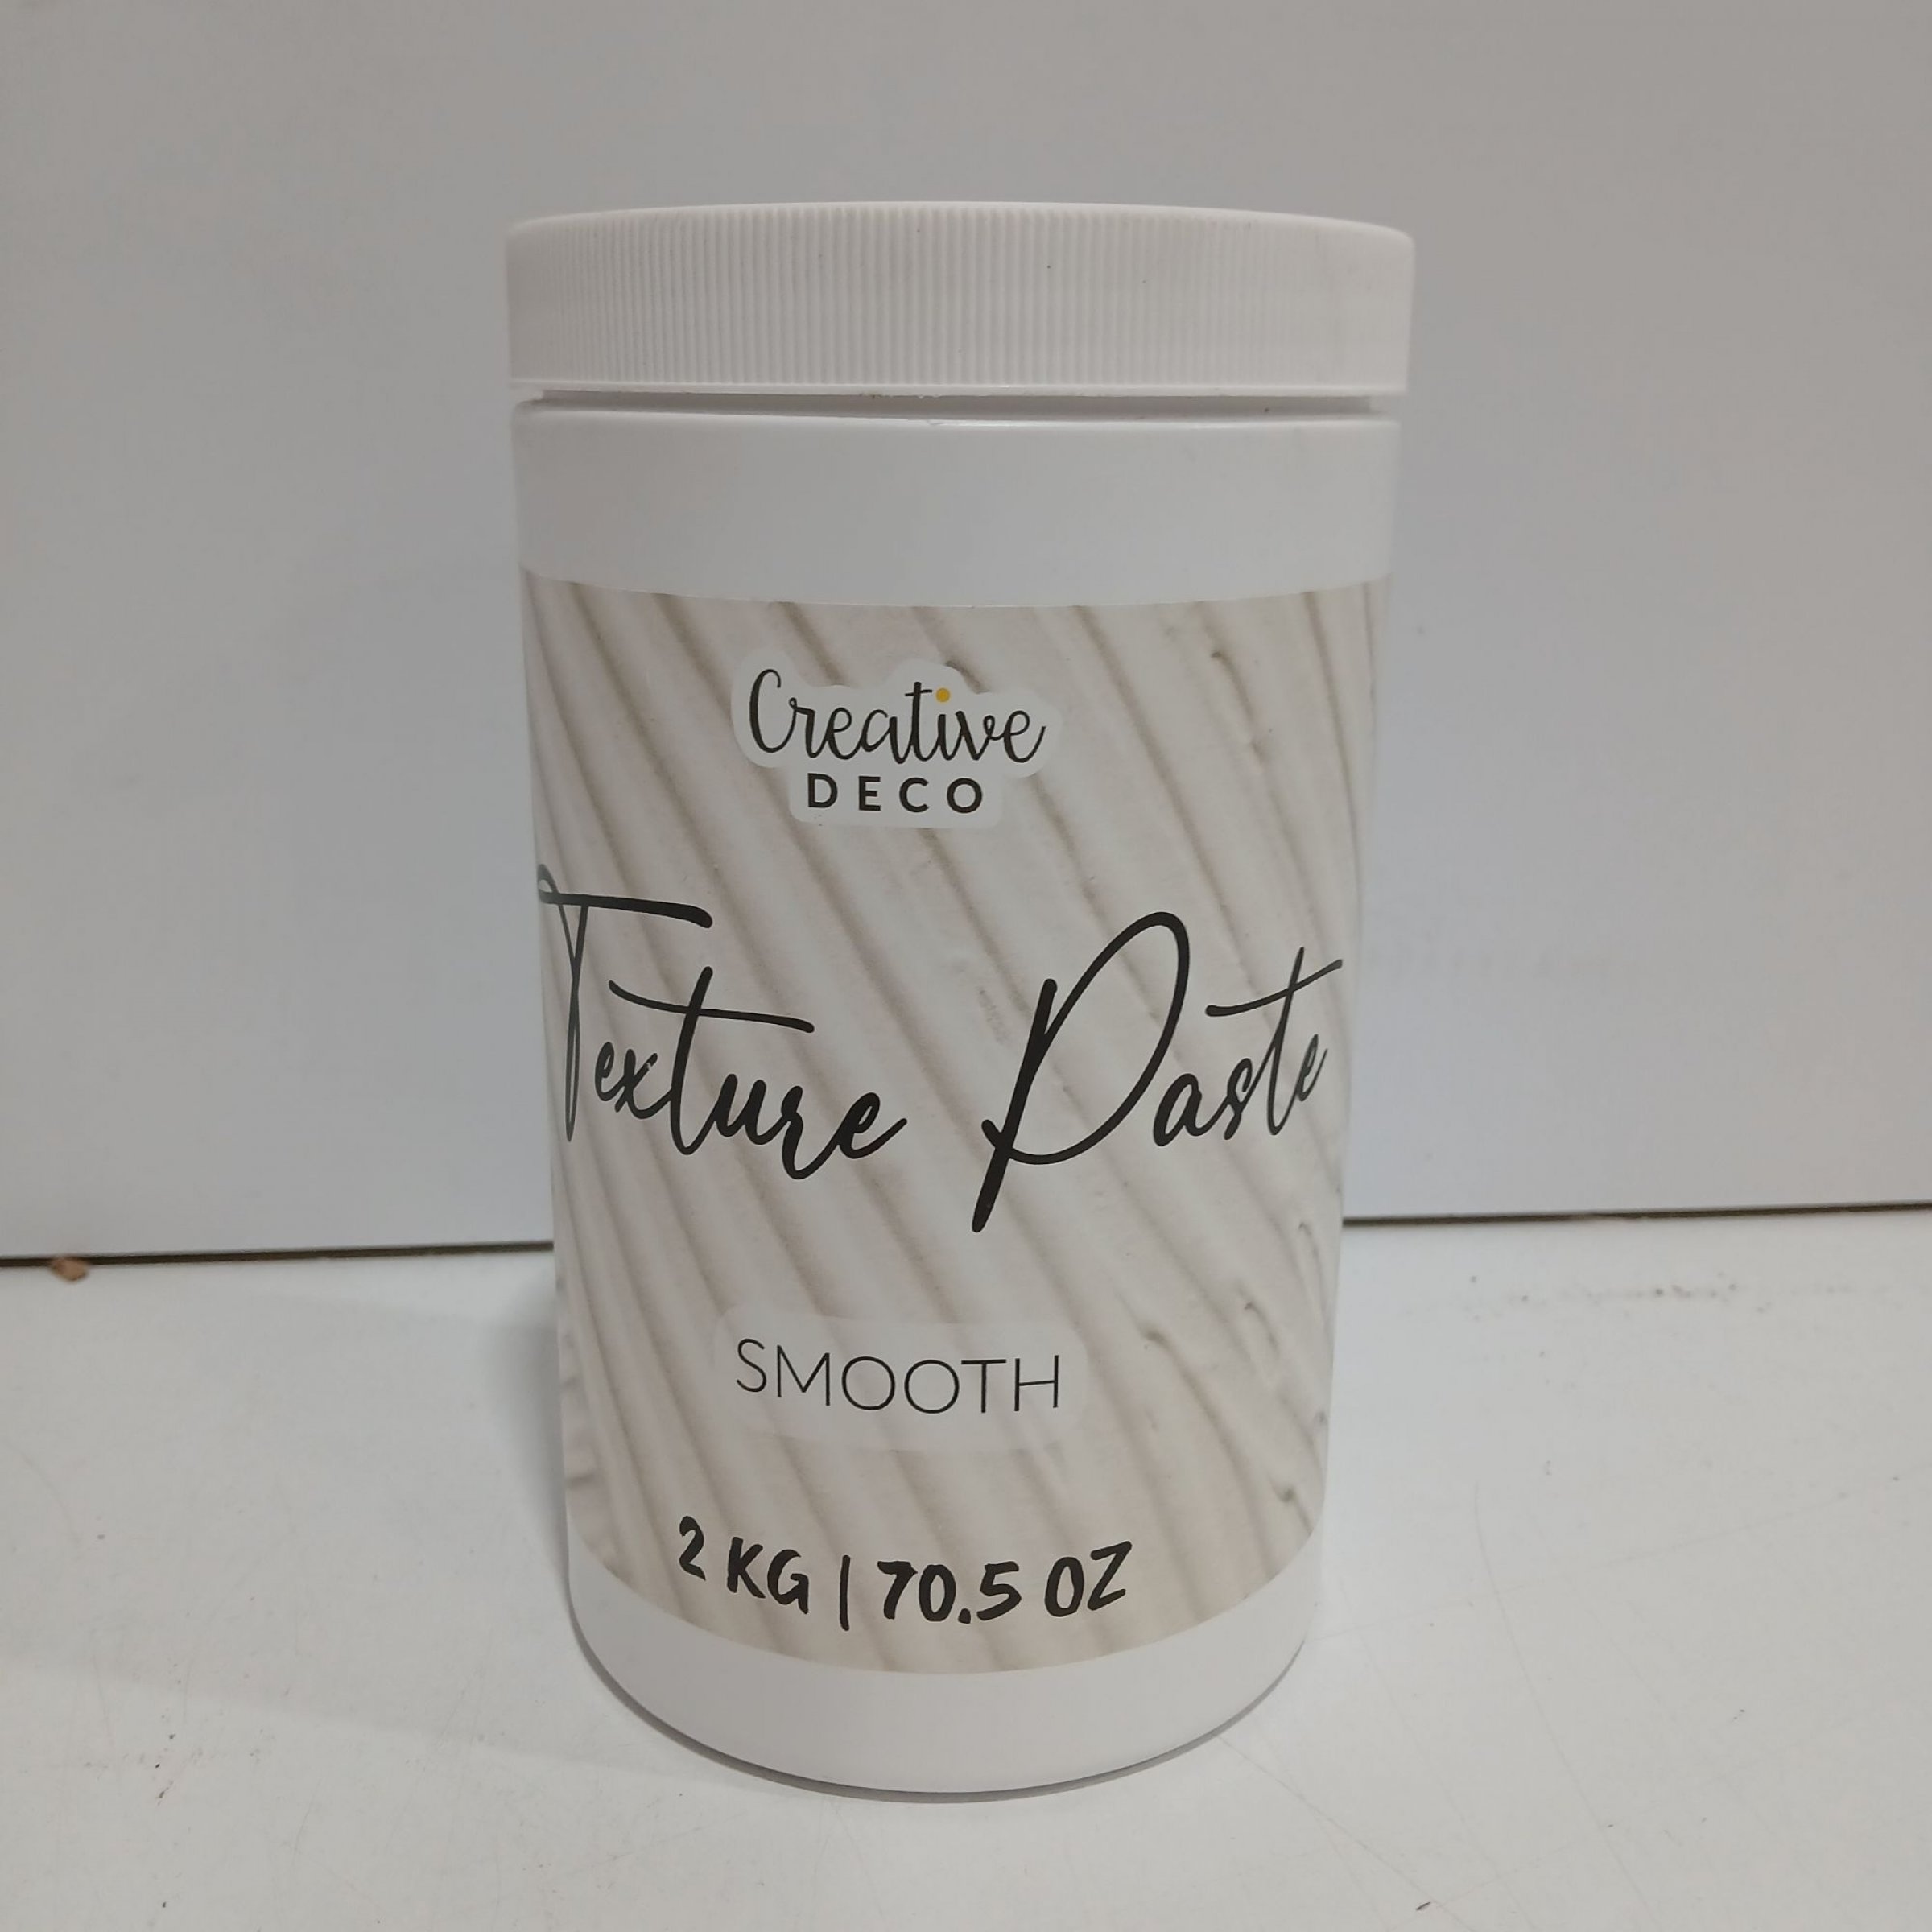 Creative
DECO
Texture Paste
SMOOTH
2 KG | 70.5 OZ